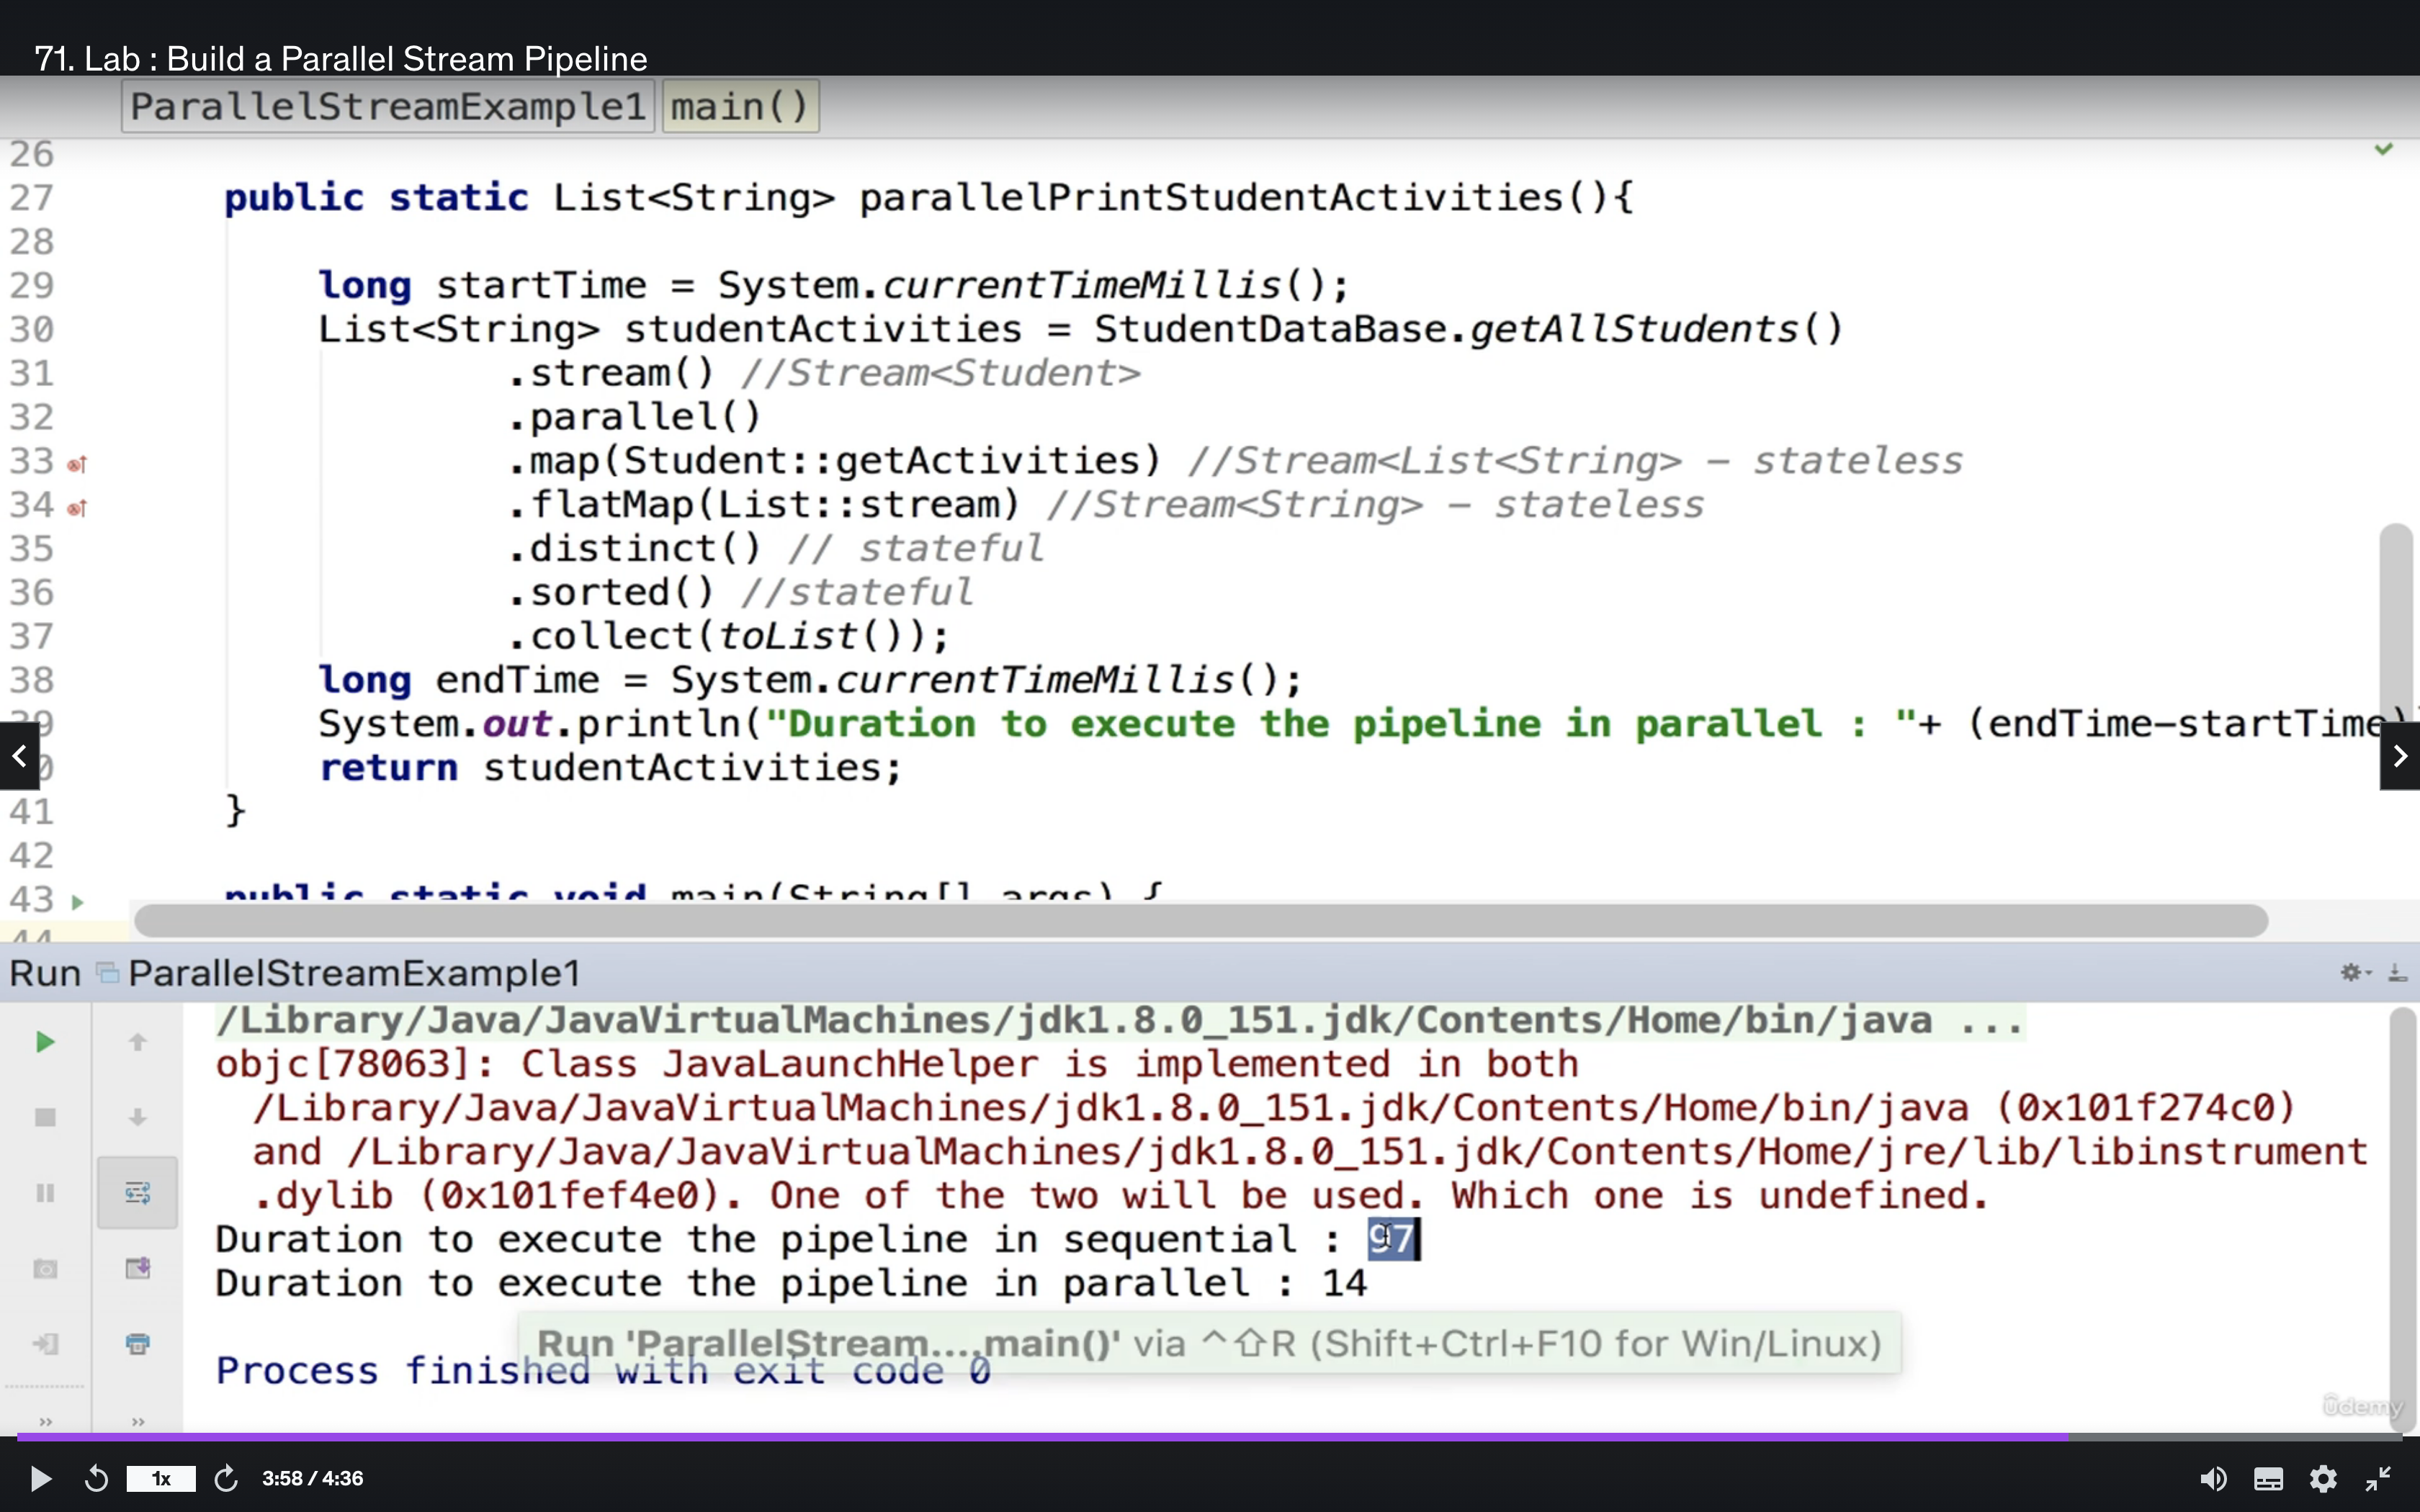 71. Lab : Build a Parallel Stream Pipeline
ParallelStreamExample1 main()
26
27 public static List<String> parallelPrintStudentActivities(){
28
29 long startTime = System.currentTimeMillis();
30 List<String> studentActivities = StudentDataBase.getAllStudents()
31 .stream() //Stream<Student>
32 .parallel()
33 .map(Student::getActivities) //Stream<List<String> – stateless
34 .flatMap(List::stream) //Stream<String> – stateless
35 .distinct() // stateful
36 .sorted() //stateful
37 .collect(toList());
38 long endTime = System.currentTimeMillis();
39 System.out.println("Duration to execute the pipeline in parallel : "+ (endTime-startTime)
return studentActivities;
41 }
42
43 public static void main(String[] args) {
44
Run ParallelStreamExample1
/Library/Java/JavaVirtualMachines/jdk1.8.0_151.jdk/Contents/Home/bin/java ...
objc[78063]: Class JavaLaunchHelper is implemented in both
/Library/Java/JavaVirtualMachines/jdk1.8.0_151.jdk/Contents/Home/bin/java (0x101f274c0)
and /Library/Java/JavaVirtualMachines/jdk1.8.0_151.jdk/Contents/Home/jre/lib/libinstrument
.dylib (0x101fef4e0). One of the two will be used. Which one is undefined.
Duration to execute the pipeline in sequential : 97
Duration to execute the pipeline in parallel : 14
Run 'ParallelStream....main()' via ^⇧R (Shift+Ctrl+F10 for Win/Linux)
Process finished with exit code 0
udemy
1x 3:58 / 4:36